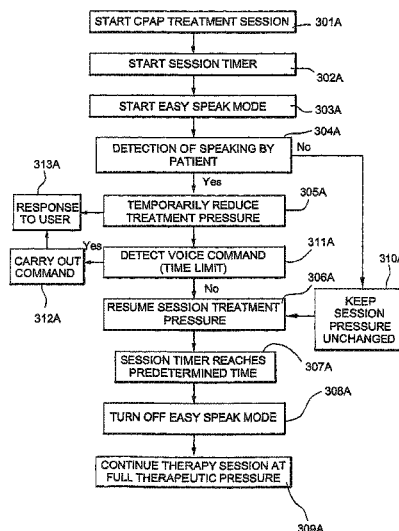 START CPAP TREATMENT SESSION
301A
START SESSION TIMER
302A
START EASY SPEAK MODE
303A
304A
DETECTION OF SPEAKING BY
PATIENT
No
Yes
313A
RESPONSE
TO USER
TEMPORARILY REDUCE
TREATMENT PRESSURE
305A
311A
Yes
DETECT VOICE COMMAND
(TIME LIMIT)
CARRY OUT
COMMAND
312A
No
306A
310A
RESUME SESSION TREATMENT
PRESSURE
KEEP
SESSION
PRESSURE
UNCHANGED
307A
SESSION TIMER REACHES
PREDETERMINED TIME
308A
TURN OFF EASY SPEAK MODE
CONTINUE THERAPY SESSION AT
FULL THERAPEUTIC PRESSURE
309A